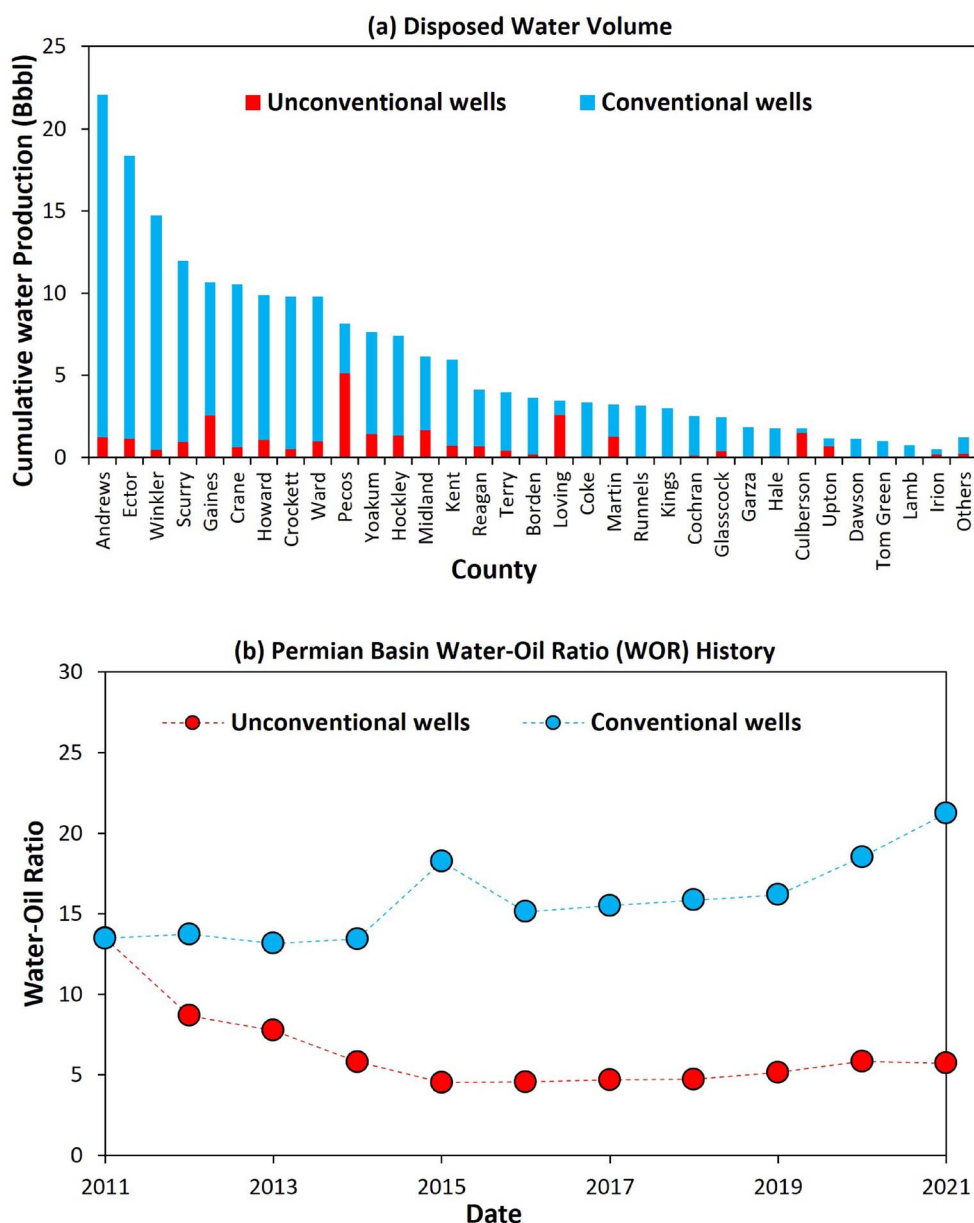 (a) Disposed Water Volume
Cumulative water Production (Bbbl)
25
20
15
10
5
0
Unconventional wells
Conventional wells
Andrews
Ector
Winkler
Scurry
Gaines
Crane
Howard
Crockett
Ward
Pecos
Yoakum
Hockley
Midland
Kent
Reagan
Terry
Borden
Loving
Coke
Martin
Runnels
Kings
Cochran
Glasscock
Garza
Hale
Culberson
Upton
Dawson
Tom Green
Lamb
Irion
Others
County
(b) Permian Basin Water-Oil Ratio (WOR) History
Water-Oil Ratio
30
25
20
15
10
5
0
Unconventional wells
Conventional wells
2011
2013
2015
2017
2019
2021
Date